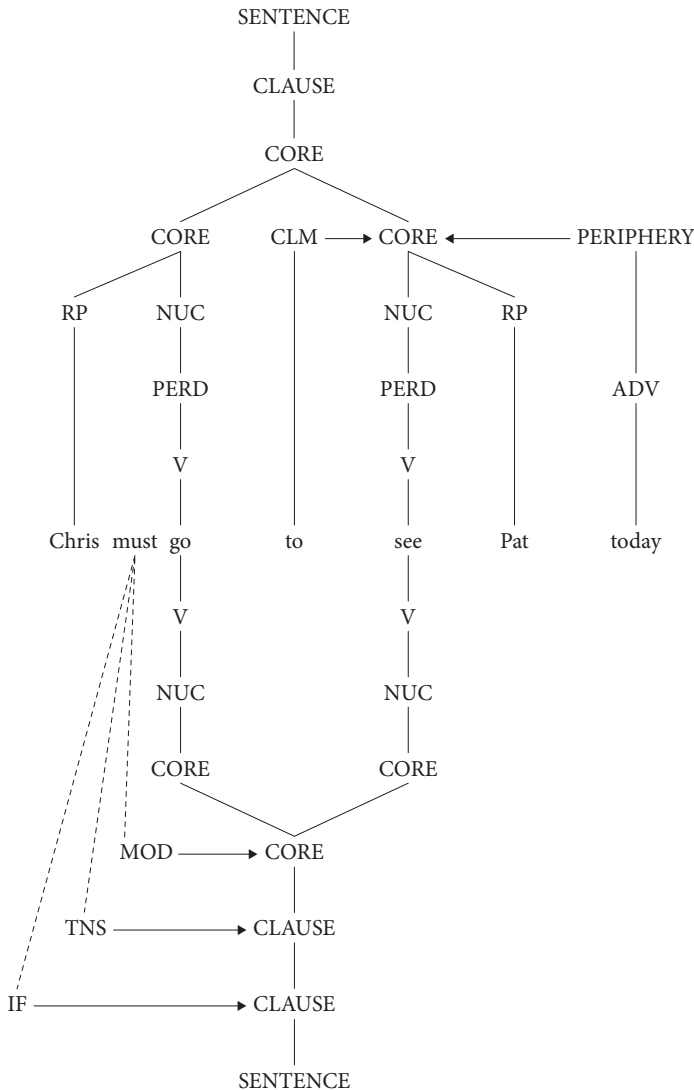 SENTENCE
CLAUSE
CORE
CORE CLM CORE PERIPHERY
RP NUC NUC RP
PERD PERD ADV
V V
Chris must go to see Pat today
V V
NUC NUC
CORE CORE
MOD CORE
TNS CLAUSE
IF CLAUSE
SENTENCE